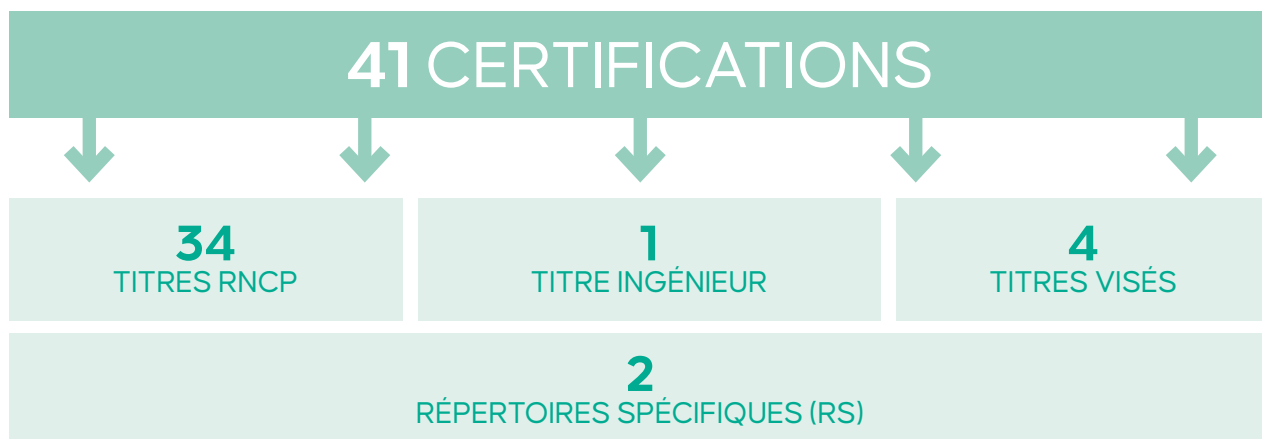 41 CERTIFICATIONS
34
TITRES RNCP
1
TITRE INGÉNIEUR
4
TITRES VISÉS
2
RÉPERTOIRES SPÉCIFIQUES (RS)